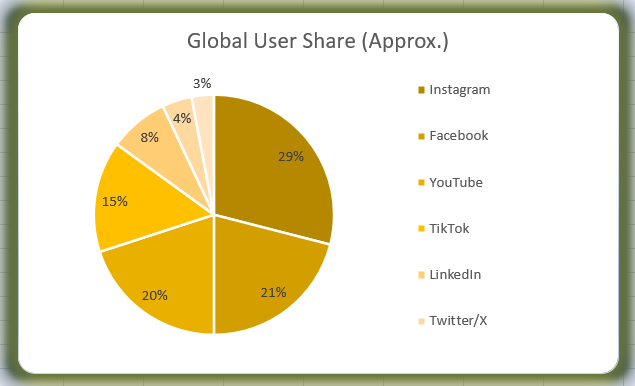 Global User Share (Approx.)
3%
4%
8%
29%
15%
20%
21%
Instagram
Facebook
YouTube
TikTok
LinkedIn
Twitter/X